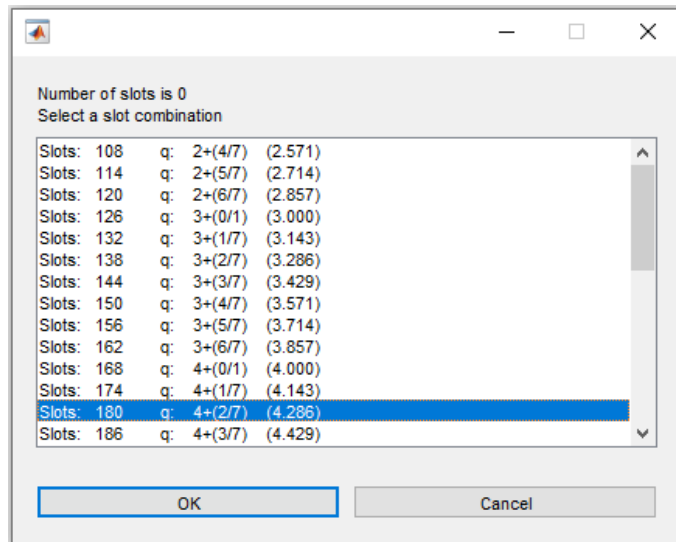 Number of slots is 0
Select a slot combination
Slots: 108 q: 2+(4/7) (2.571)
Slots: 114 q: 2+(5/7) (2.714)
Slots: 120 q: 2+(6/7) (2.857)
Slots: 126 q: 3+(0/1) (3.000)
Slots: 132 q: 3+(1/7) (3.143)
Slots: 138 q: 3+(2/7) (3.286)
Slots: 144 q: 3+(3/7) (3.429)
Slots: 150 q: 3+(4/7) (3.571)
Slots: 156 q: 3+(5/7) (3.714)
Slots: 162 q: 3+(6/7) (3.857)
Slots: 168 q: 4+(0/1) (4.000)
Slots: 174 q: 4+(1/7) (4.143)
Slots: 180 q: 4+(2/7) (4.286)
Slots: 186 q: 4+(3/7) (4.429)
OK Cancel